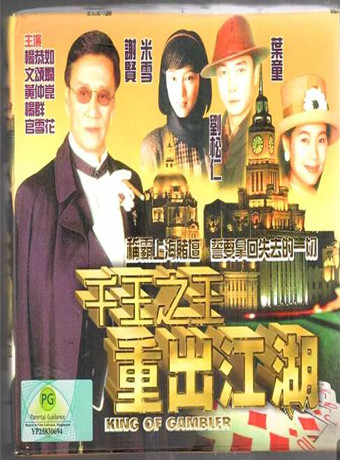 主演
楊恭如
文頌嫻
黃仲崑
楊群
官雪花
謝賢
米雪
葉童
劉松仁
稱霸上海賭壇 誓要拿回失去的一切
千王之王
重出江湖
KING OF GAMBLER
PG
Parental Guidance
YP25830694